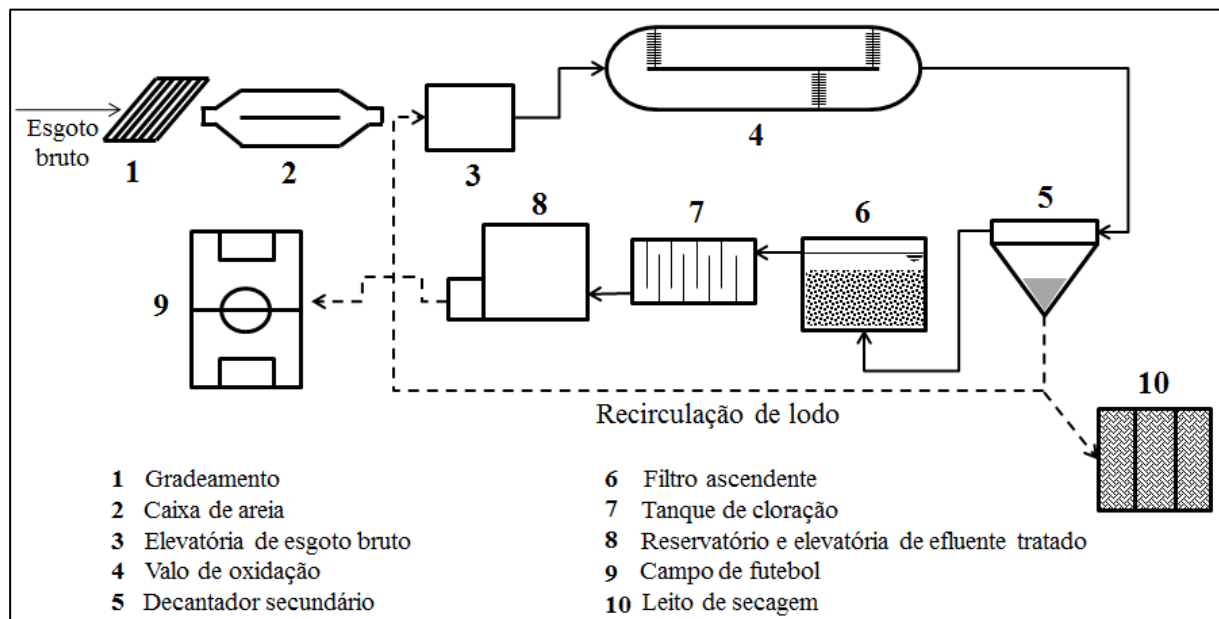 Esgoto
bruto
1
2
3
4
5
6
7
8
9
10
Recirculação de lodo
1 Gradeamento
2 Caixa de areia
3 Elevatória de esgoto bruto
4 Valo de oxidação
5 Decantador secundário
6 Filtro ascendente
7 Tanque de cloração
8 Reservatório e elevatória de efluente tratado
9 Campo de futebol
10 Leito de secagem